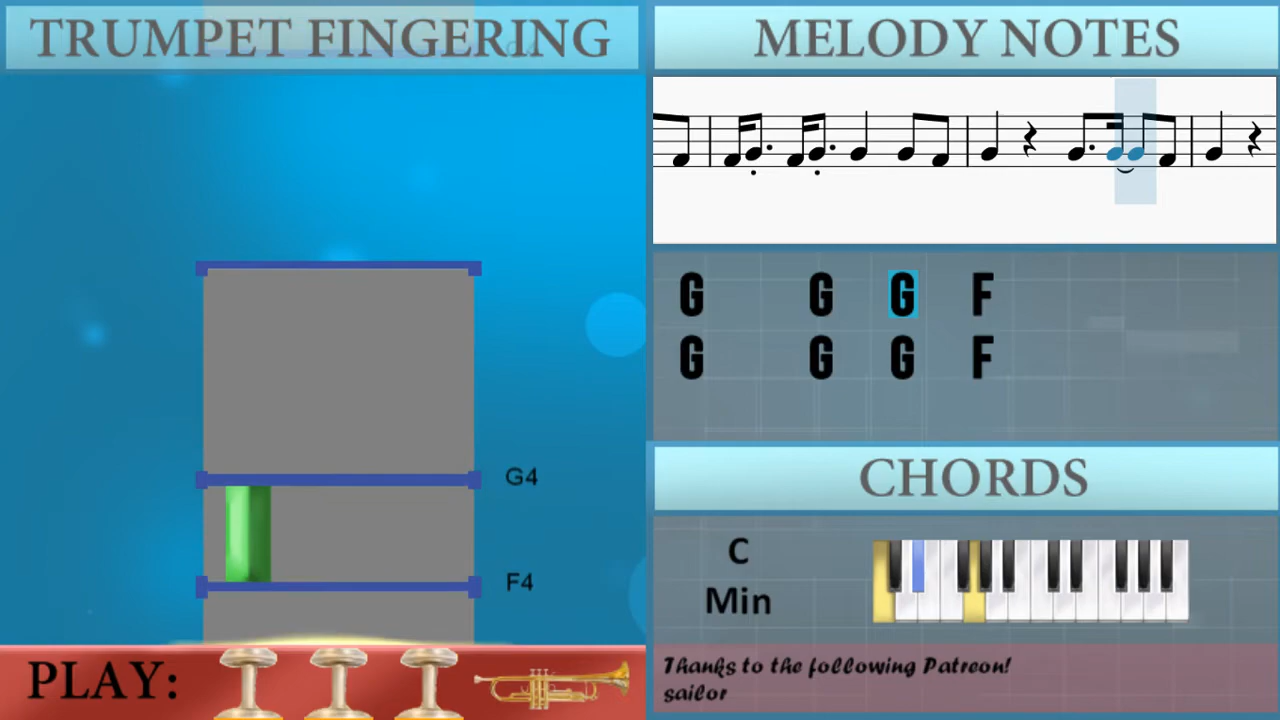 TRUMPET FINGERING
G4
F4
PLAY:
MELODY NOTES
G G G F
G G G F
CHORDS
C
Min
Thanks to the following Patreon!
sailor